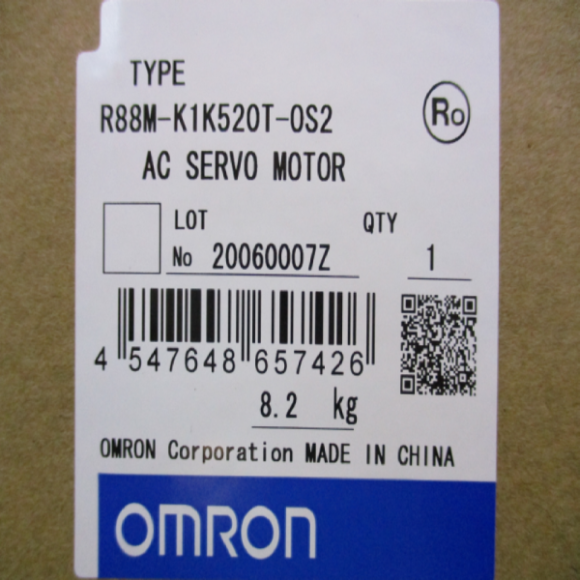 TYPE
R88M-K1K520T-OS2
Ro
AC SERVO MOTOR
LOT QTY
No 20060007Z 1
4 547648 657426
8.2 kg
OMRON Corporation MADE IN CHINA
OMRON